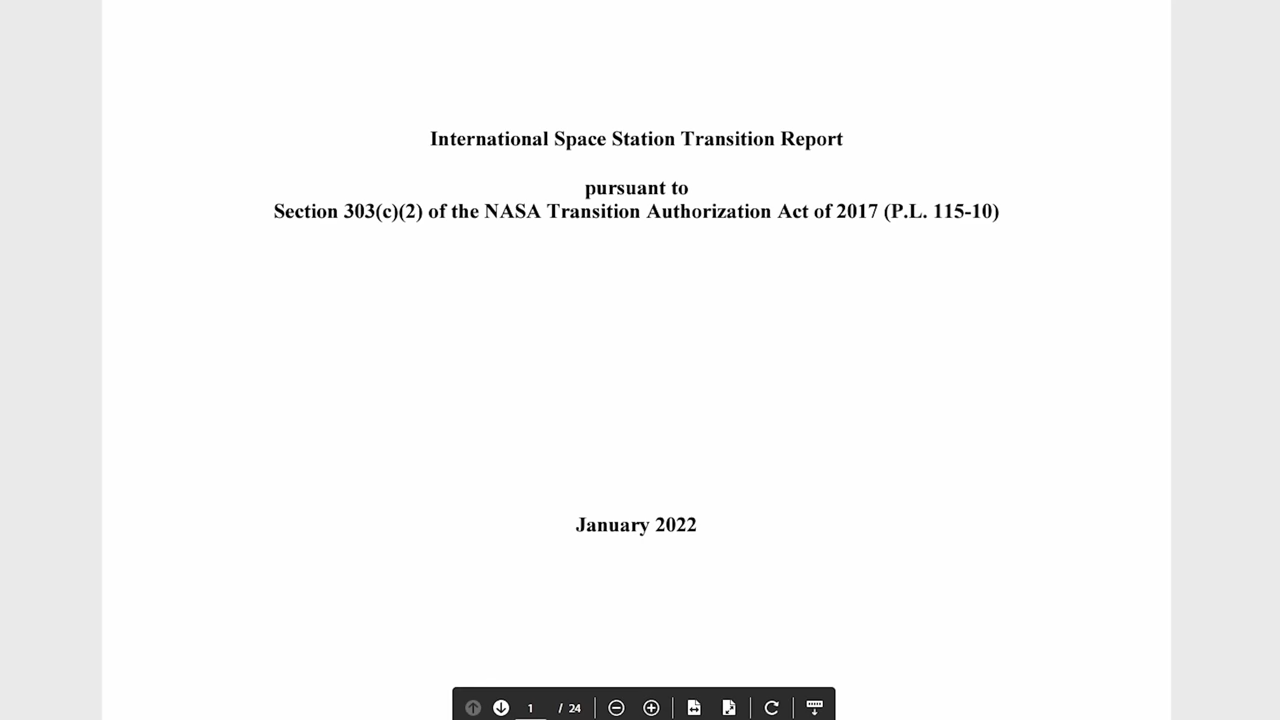 International Space Station Transition Report
pursuant to
Section 303(c)(2) of the NASA Transition Authorization Act of 2017 (P.L. 115-10)
January 2022
1 / 24